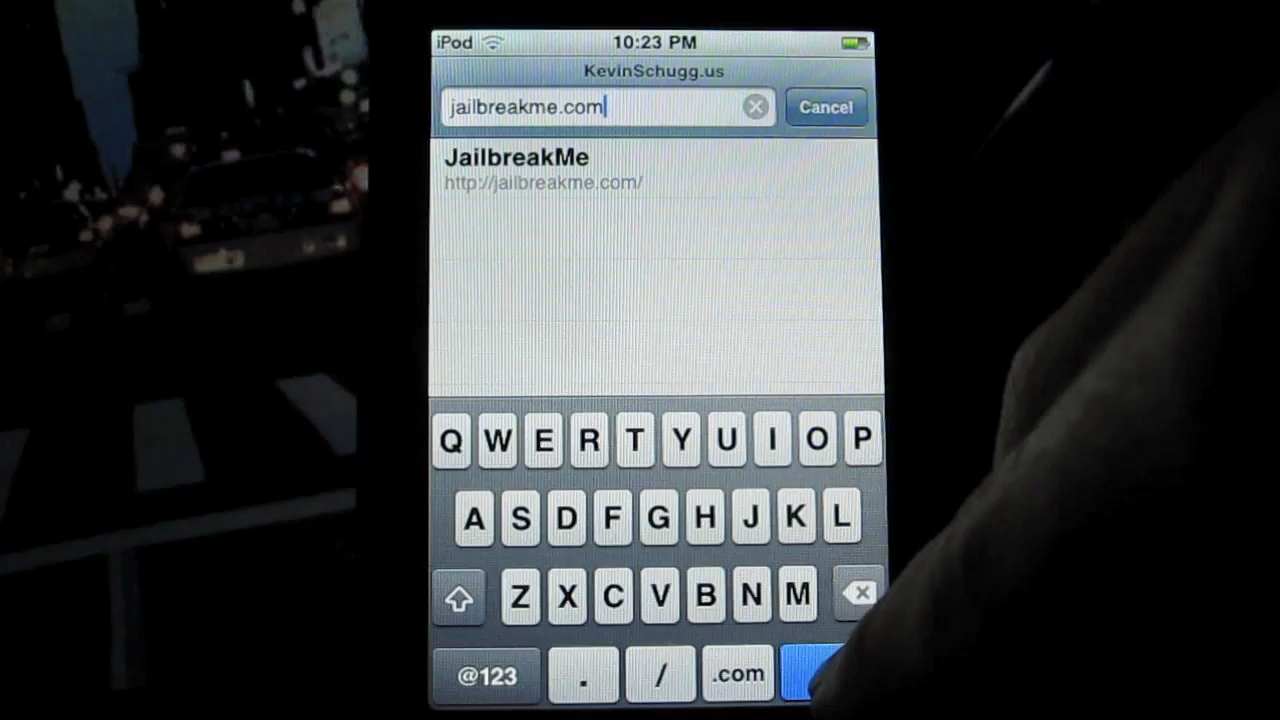 iPod 10:23 PM
KevinSchugg.us
jailbreakme.com Cancel
JailbreakMe
http://jailbreakme.com/
Q W E R T Y U I O P
A S D F G H J K L
Z X C V B N M
@123 . / .com